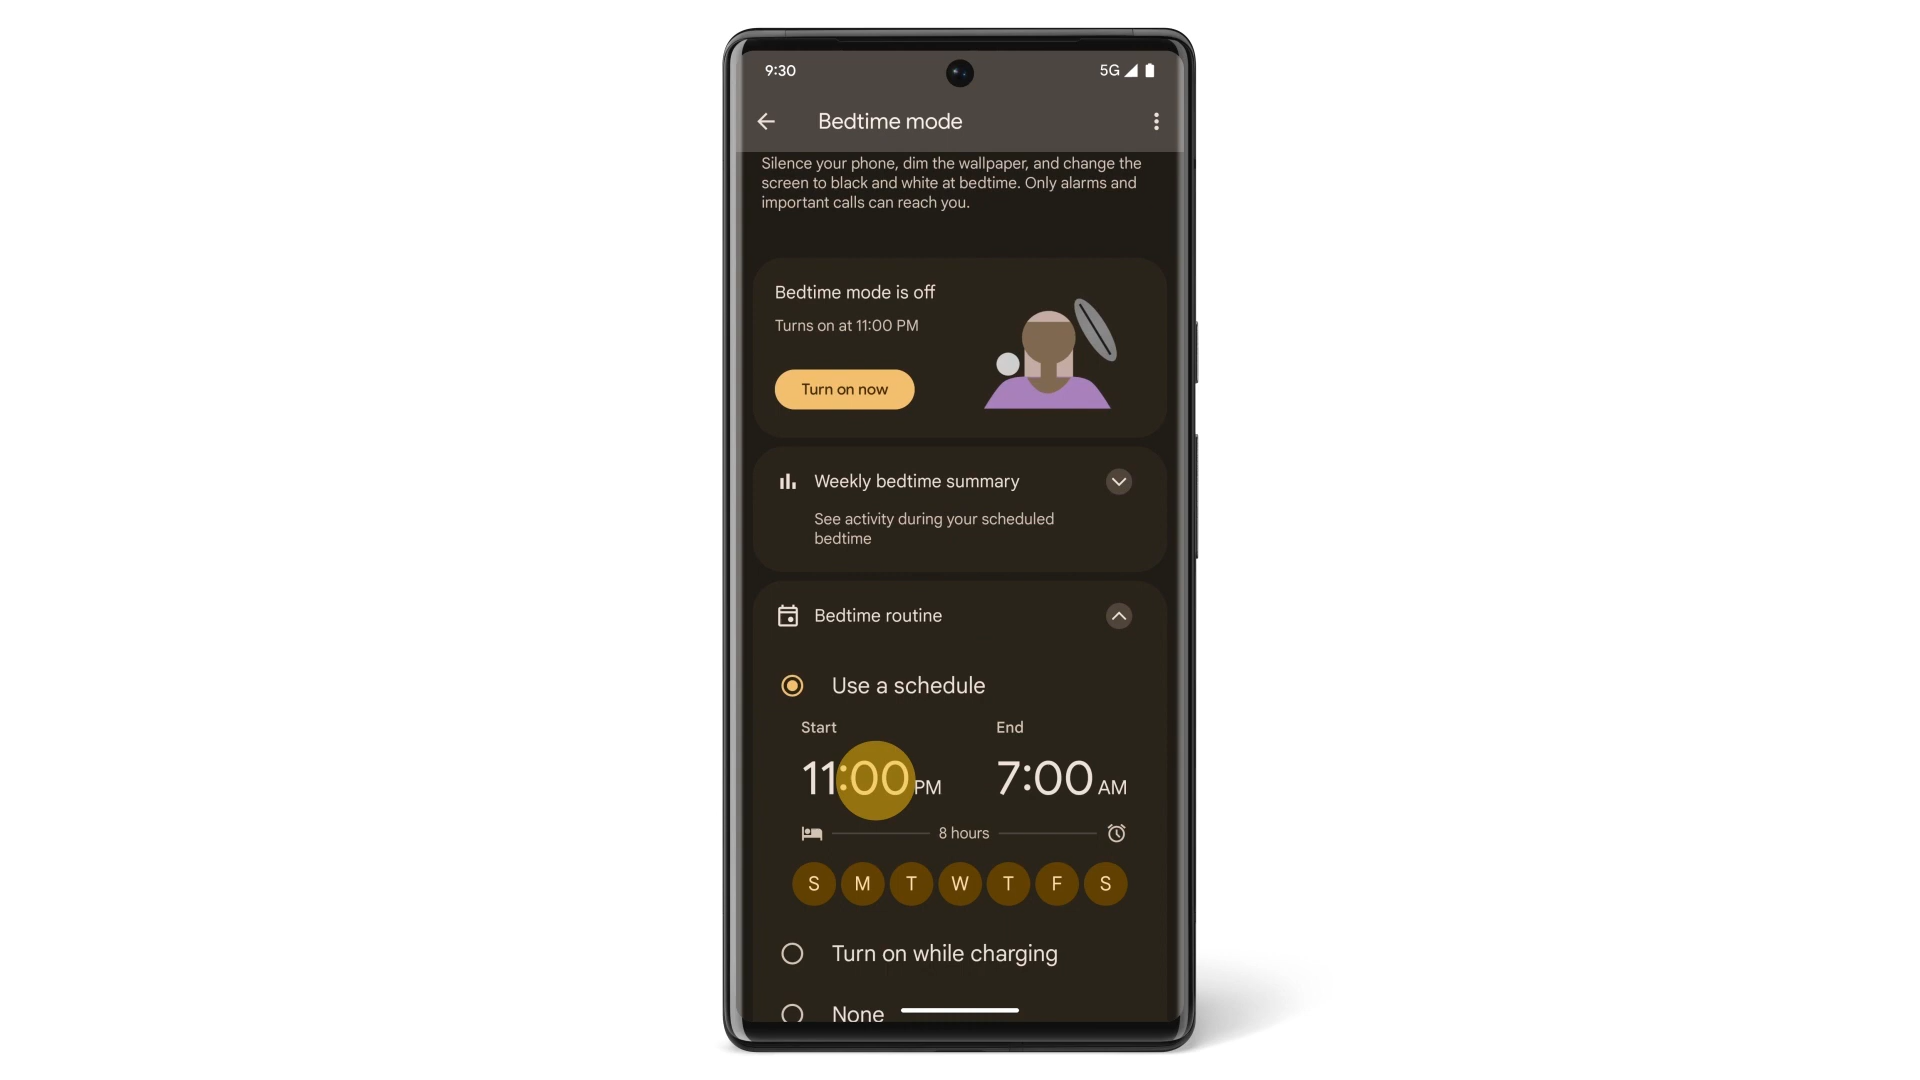 9:30
5G
Bedtime mode
Silence your phone, dim the wallpaper, and change the
screen to black and white at bedtime. Only alarms and
important calls can reach you.
Bedtime mode is off
Turns on at 11:00 PM
Turn on now
Weekly bedtime summary
See activity during your scheduled
bedtime
Bedtime routine
Use a schedule
Start End
11:00 PM 7:00 AM
8 hours
S M T W T F S
Turn on while charging
None